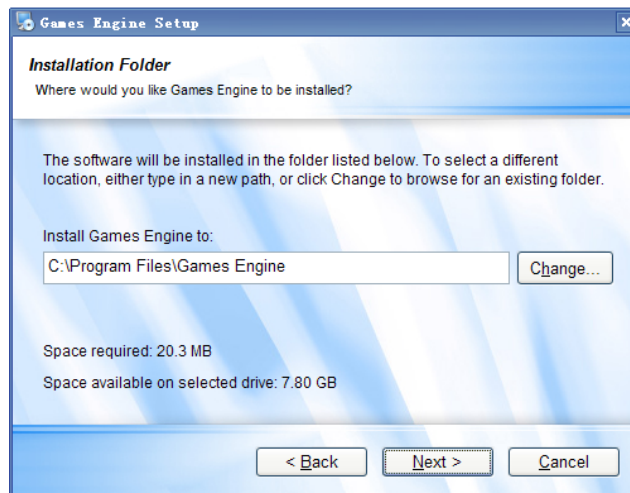 Games Engine Setup
Installation Folder
Where would you like Games Engine to be installed?
The software will be installed in the folder listed below. To select a different
location, either type in a new path, or click Change to browse for an existing folder.
Install Games Engine to:
C:\Program Files\Games Engine
Change...
Space required: 20.3 MB
Space available on selected drive: 7.80 GB
< Back
Next >
Cancel